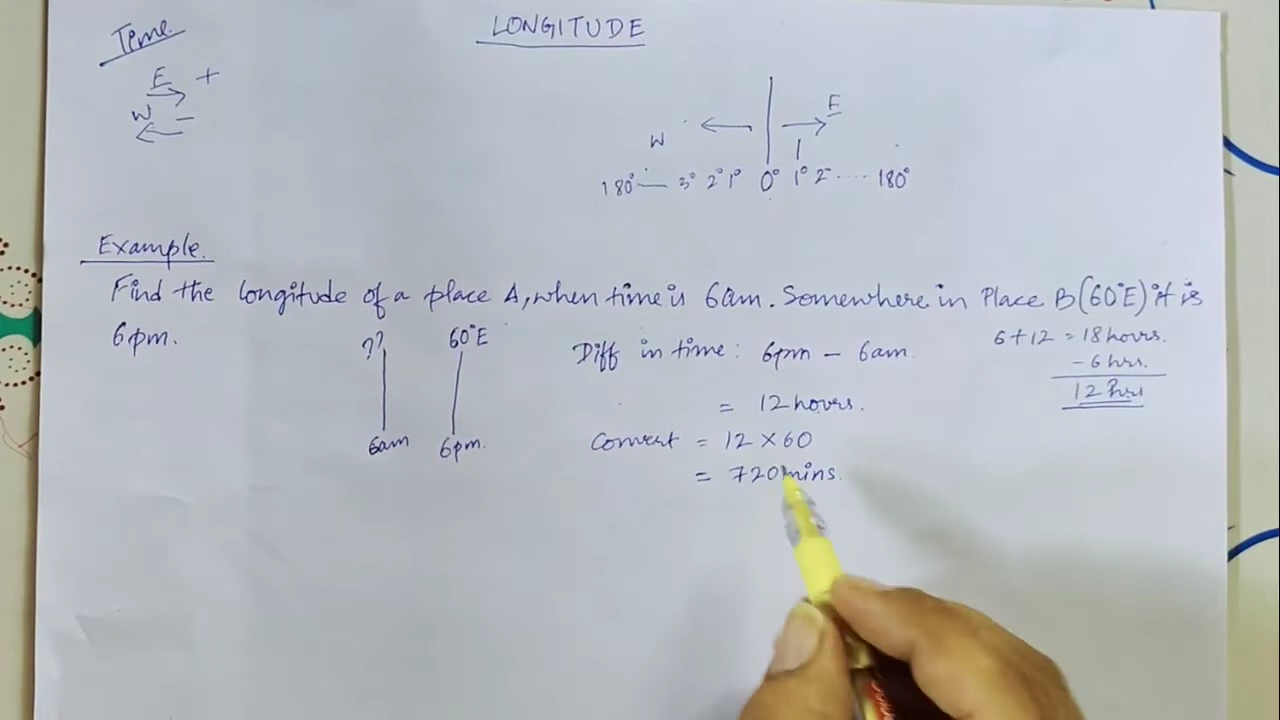 Time.
LONGITUDE
E +
W −
W E
180° — 3° 2° 1° 0° 1° 2° ..... 180°
Example.
Find the longitude of a place A, when time is 6am. Somewhere in Place B (60°E) it is
6pm.
?? 60°E
6am 6pm.
Diff in time: 6pm − 6am.
= 12 hours.
Convert = 12 × 60
= 720 mins.
6+12 = 18 hours.
− 6 hrs.
12 hrs